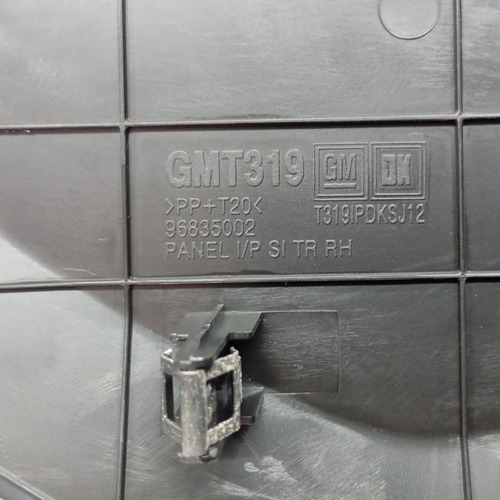 GMT319 GM DK
>PP+T20< T319IPDKSJ12
96835002
PANEL I/P SI TR RH